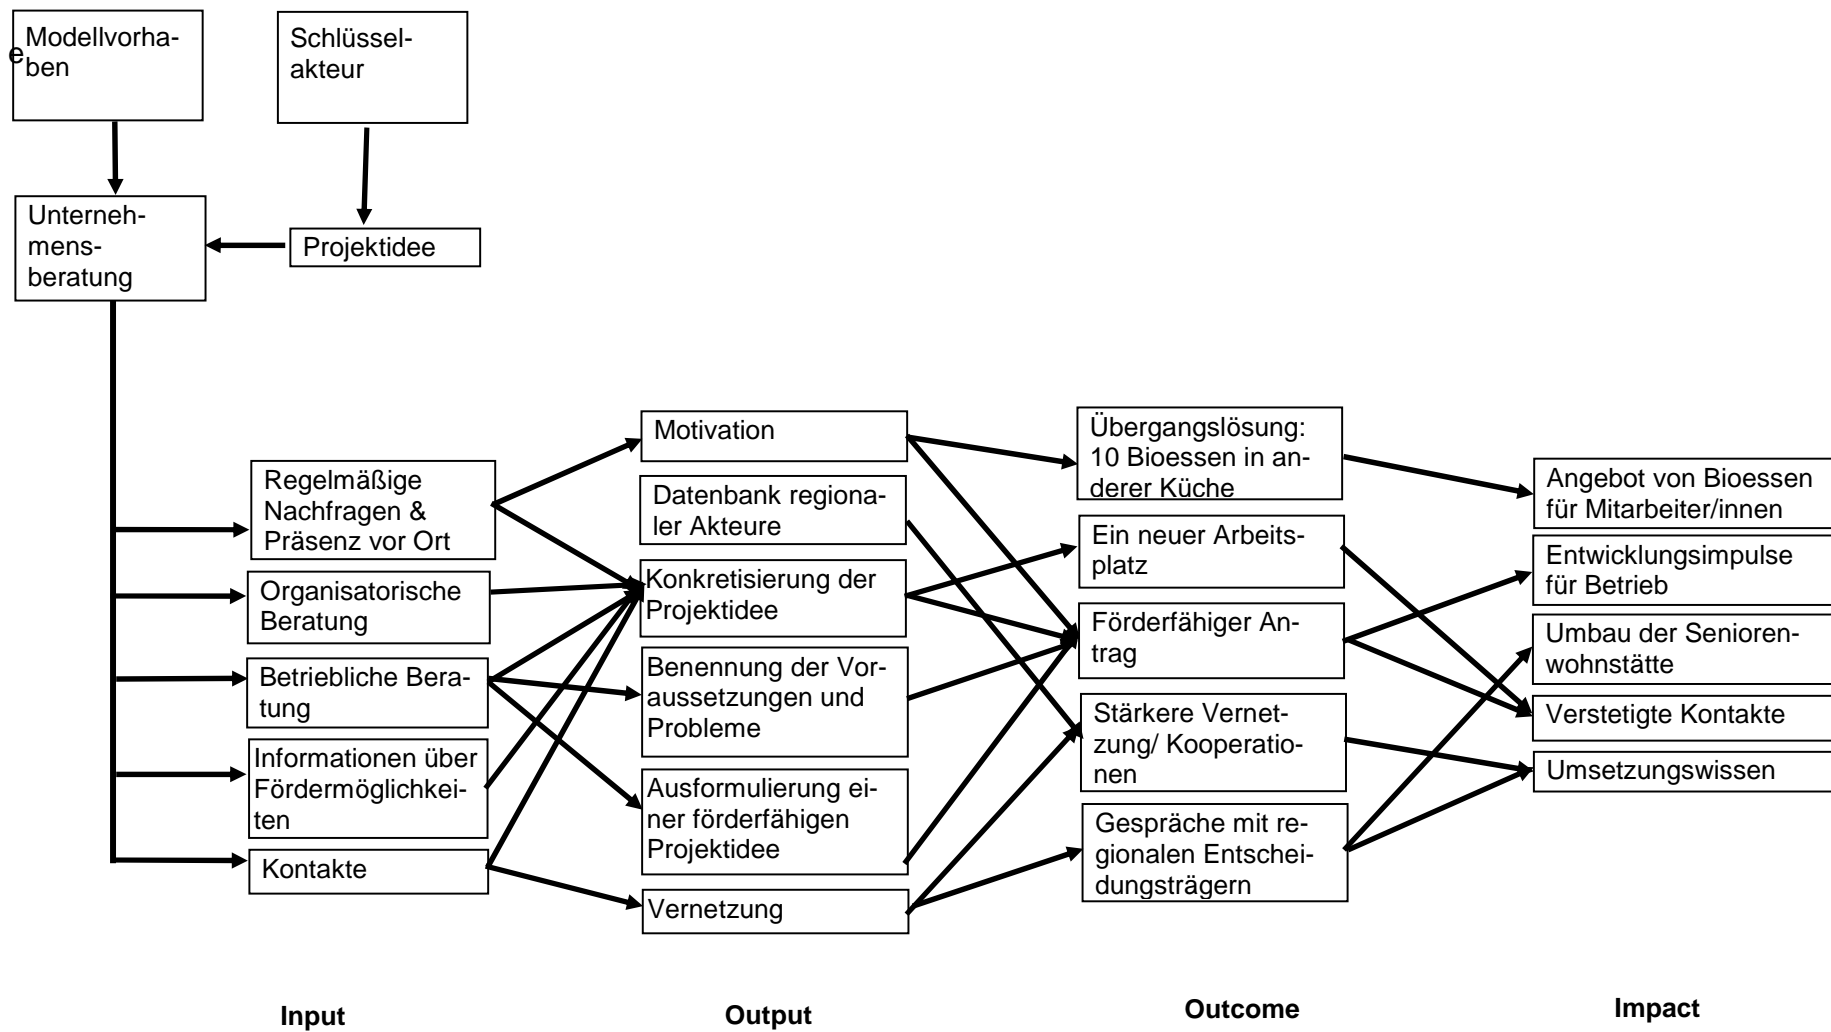 Modellvorha-
e
ben
Schlüssel-
akteur
Unterneh-
mens-
beratung
Projektidee
Regelmäßige
Nachfragen &
Präsenz vor Ort
Organisatorische
Beratung
Betriebliche Bera-
tung
Informationen über
Fördermöglichkei-
ten
Kontakte
Motivation
Datenbank regiona-
ler Akteure
Konkretisierung der
Projektidee
Benennung der Vor-
aussetzungen und
Probleme
Ausformulierung ei-
ner förderfähigen
Projektidee
Vernetzung
Übergangslösung:
10 Bioessen in an-
derer Küche
Ein neuer Arbeits-
platz
Förderfähiger An-
trag
Stärkere Vernet-
zung/ Kooperatio-
nen
Gespräche mit re-
gionalen Entschei-
dungsträgern
Angebot von Bioessen
für Mitarbeiter/innen
Entwicklungsimpulse
für Betrieb
Umbau der Senioren-
wohnstätte
Verstetigte Kontakte
Umsetzungswissen
Input
Output
Outcome
Impact